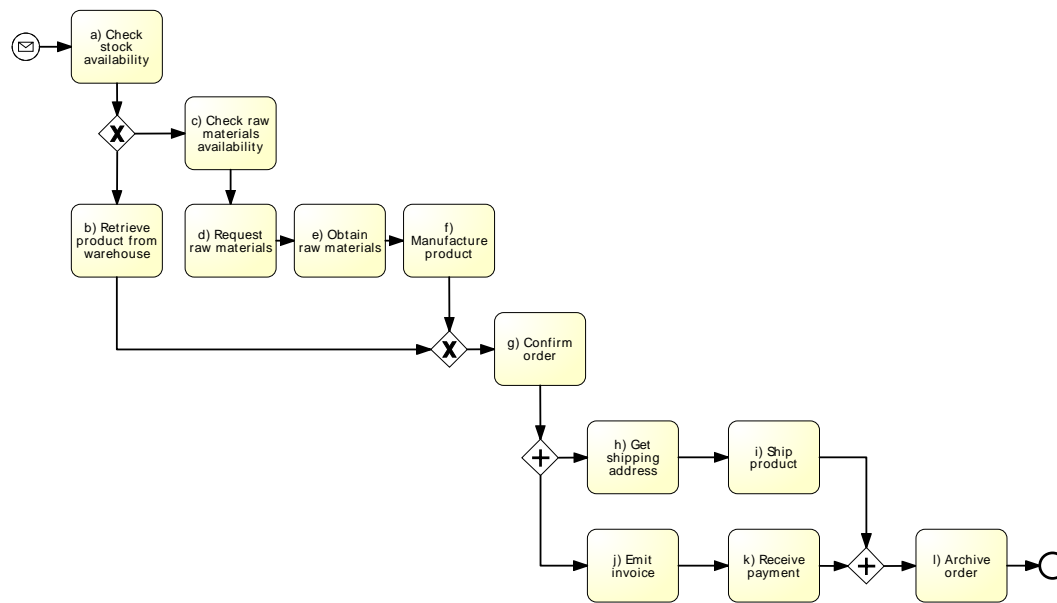 a) Check
stock
availability
c) Check raw
materials
availability
b) Retrieve
product from
warehouse
d) Request
raw materials
e) Obtain
raw materials
f)
Manufacture
product
g) Confirm
order
h) Get
shipping
address
i) Ship
product
j) Emit
invoice
k) Receive
payment
l) Archive
order